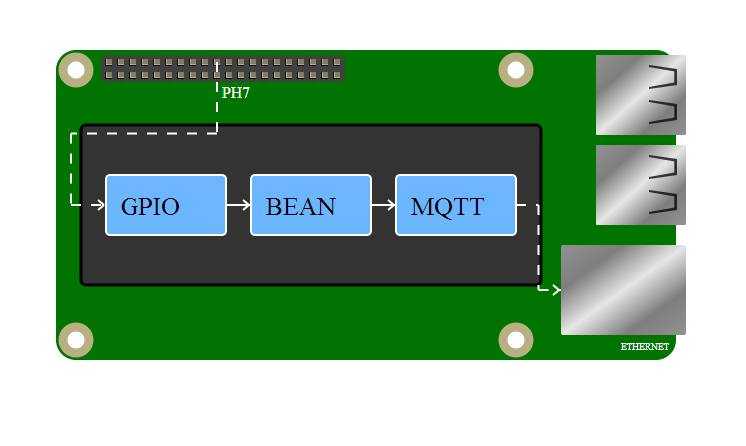 PH7
GPIO
BEAN
MQTT
ETHERNET